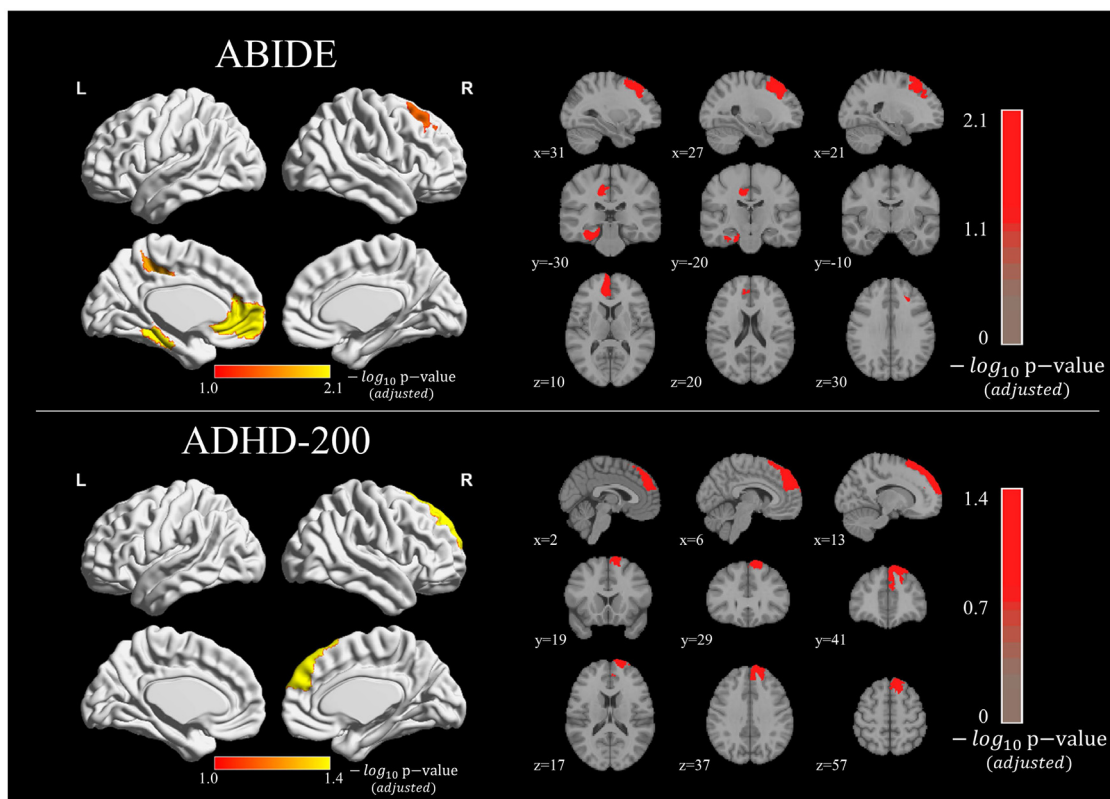 ABIDE
L R
x=31 x=27 x=21
y=-30 y=-20 y=-10
z=10 z=20 z=30
1.0 2.1
− log₁₀ p−value
(adjusted)
2.1
1.1
0
− log₁₀ p−value
(adjusted)
ADHD-200
L R
x=2 x=6 x=13
y=19 y=29 y=41
z=17 z=37 z=57
1.0 1.4
− log₁₀ p−value
(adjusted)
1.4
0.7
0
− log₁₀ p−value
(adjusted)